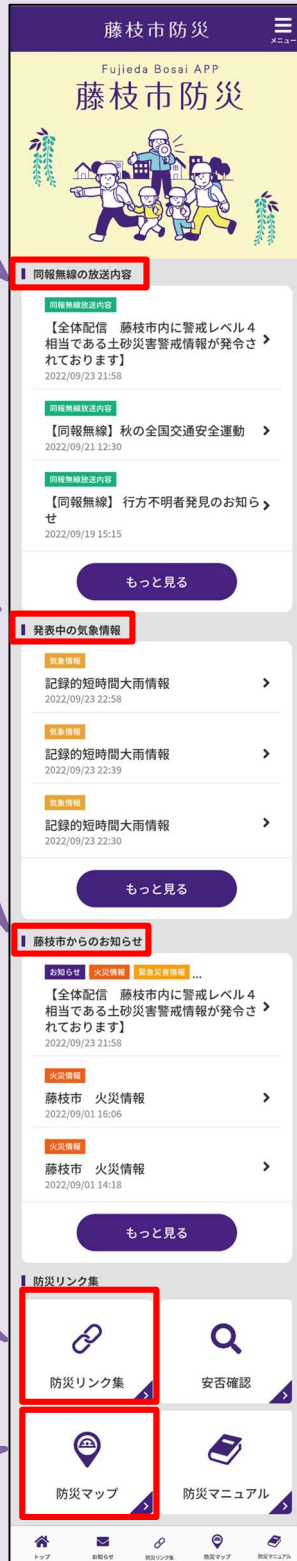 藤枝市防災
メニュー
Fujieda Bosai APP
藤枝市防災
同報無線の放送内容
同報無線放送内容
【全体配信　藤枝市内に警戒レベル４
相当である土砂災害警戒情報が発令さ
れております】
2022/09/23 21:58
同報無線放送内容
【同報無線】秋の全国交通安全運動
2022/09/21 12:30
同報無線放送内容
【同報無線】 行方不明者発見のお知ら
せ
2022/09/19 15:15
もっと見る
発表中の気象情報
気象情報
記録的短時間大雨情報
2022/09/23 22:58
気象情報
記録的短時間大雨情報
2022/09/23 22:39
気象情報
記録的短時間大雨情報
2022/09/23 22:30
もっと見る
藤枝市からのお知らせ
お知らせ 火災情報 緊急災害情報 ...
【全体配信　藤枝市内に警戒レベル４
相当である土砂災害警戒情報が発令さ
れております】
2022/09/23 21:58
火災情報
藤枝市　火災情報
2022/09/01 16:06
火災情報
藤枝市　火災情報
2022/09/01 14:18
もっと見る
防災リンク集
防災リンク集 安否確認
防災マップ 防災マニュアル
トップ お知らせ 防災リンク集 防災マップ 防災マニュアル